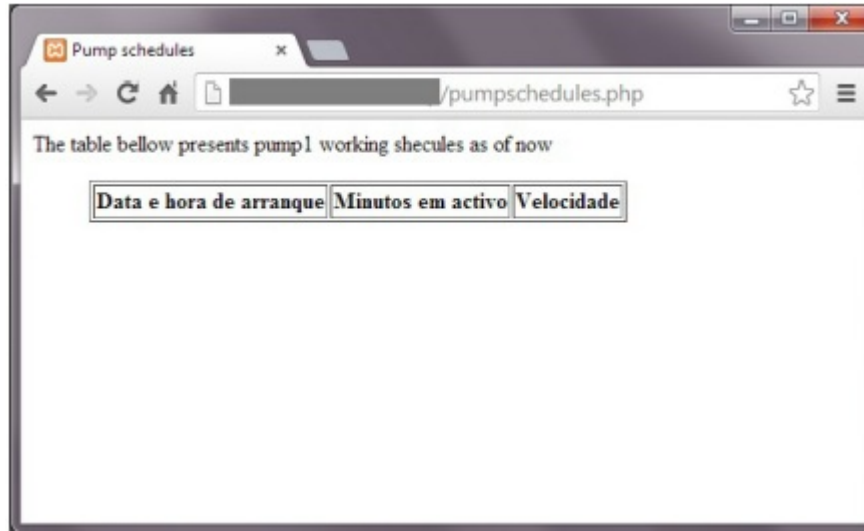 Pump schedules
/pumpschedules.php
The table bellow presents pump1 working shecules as of now
Data e hora de arranque Minutos em activo Velocidade